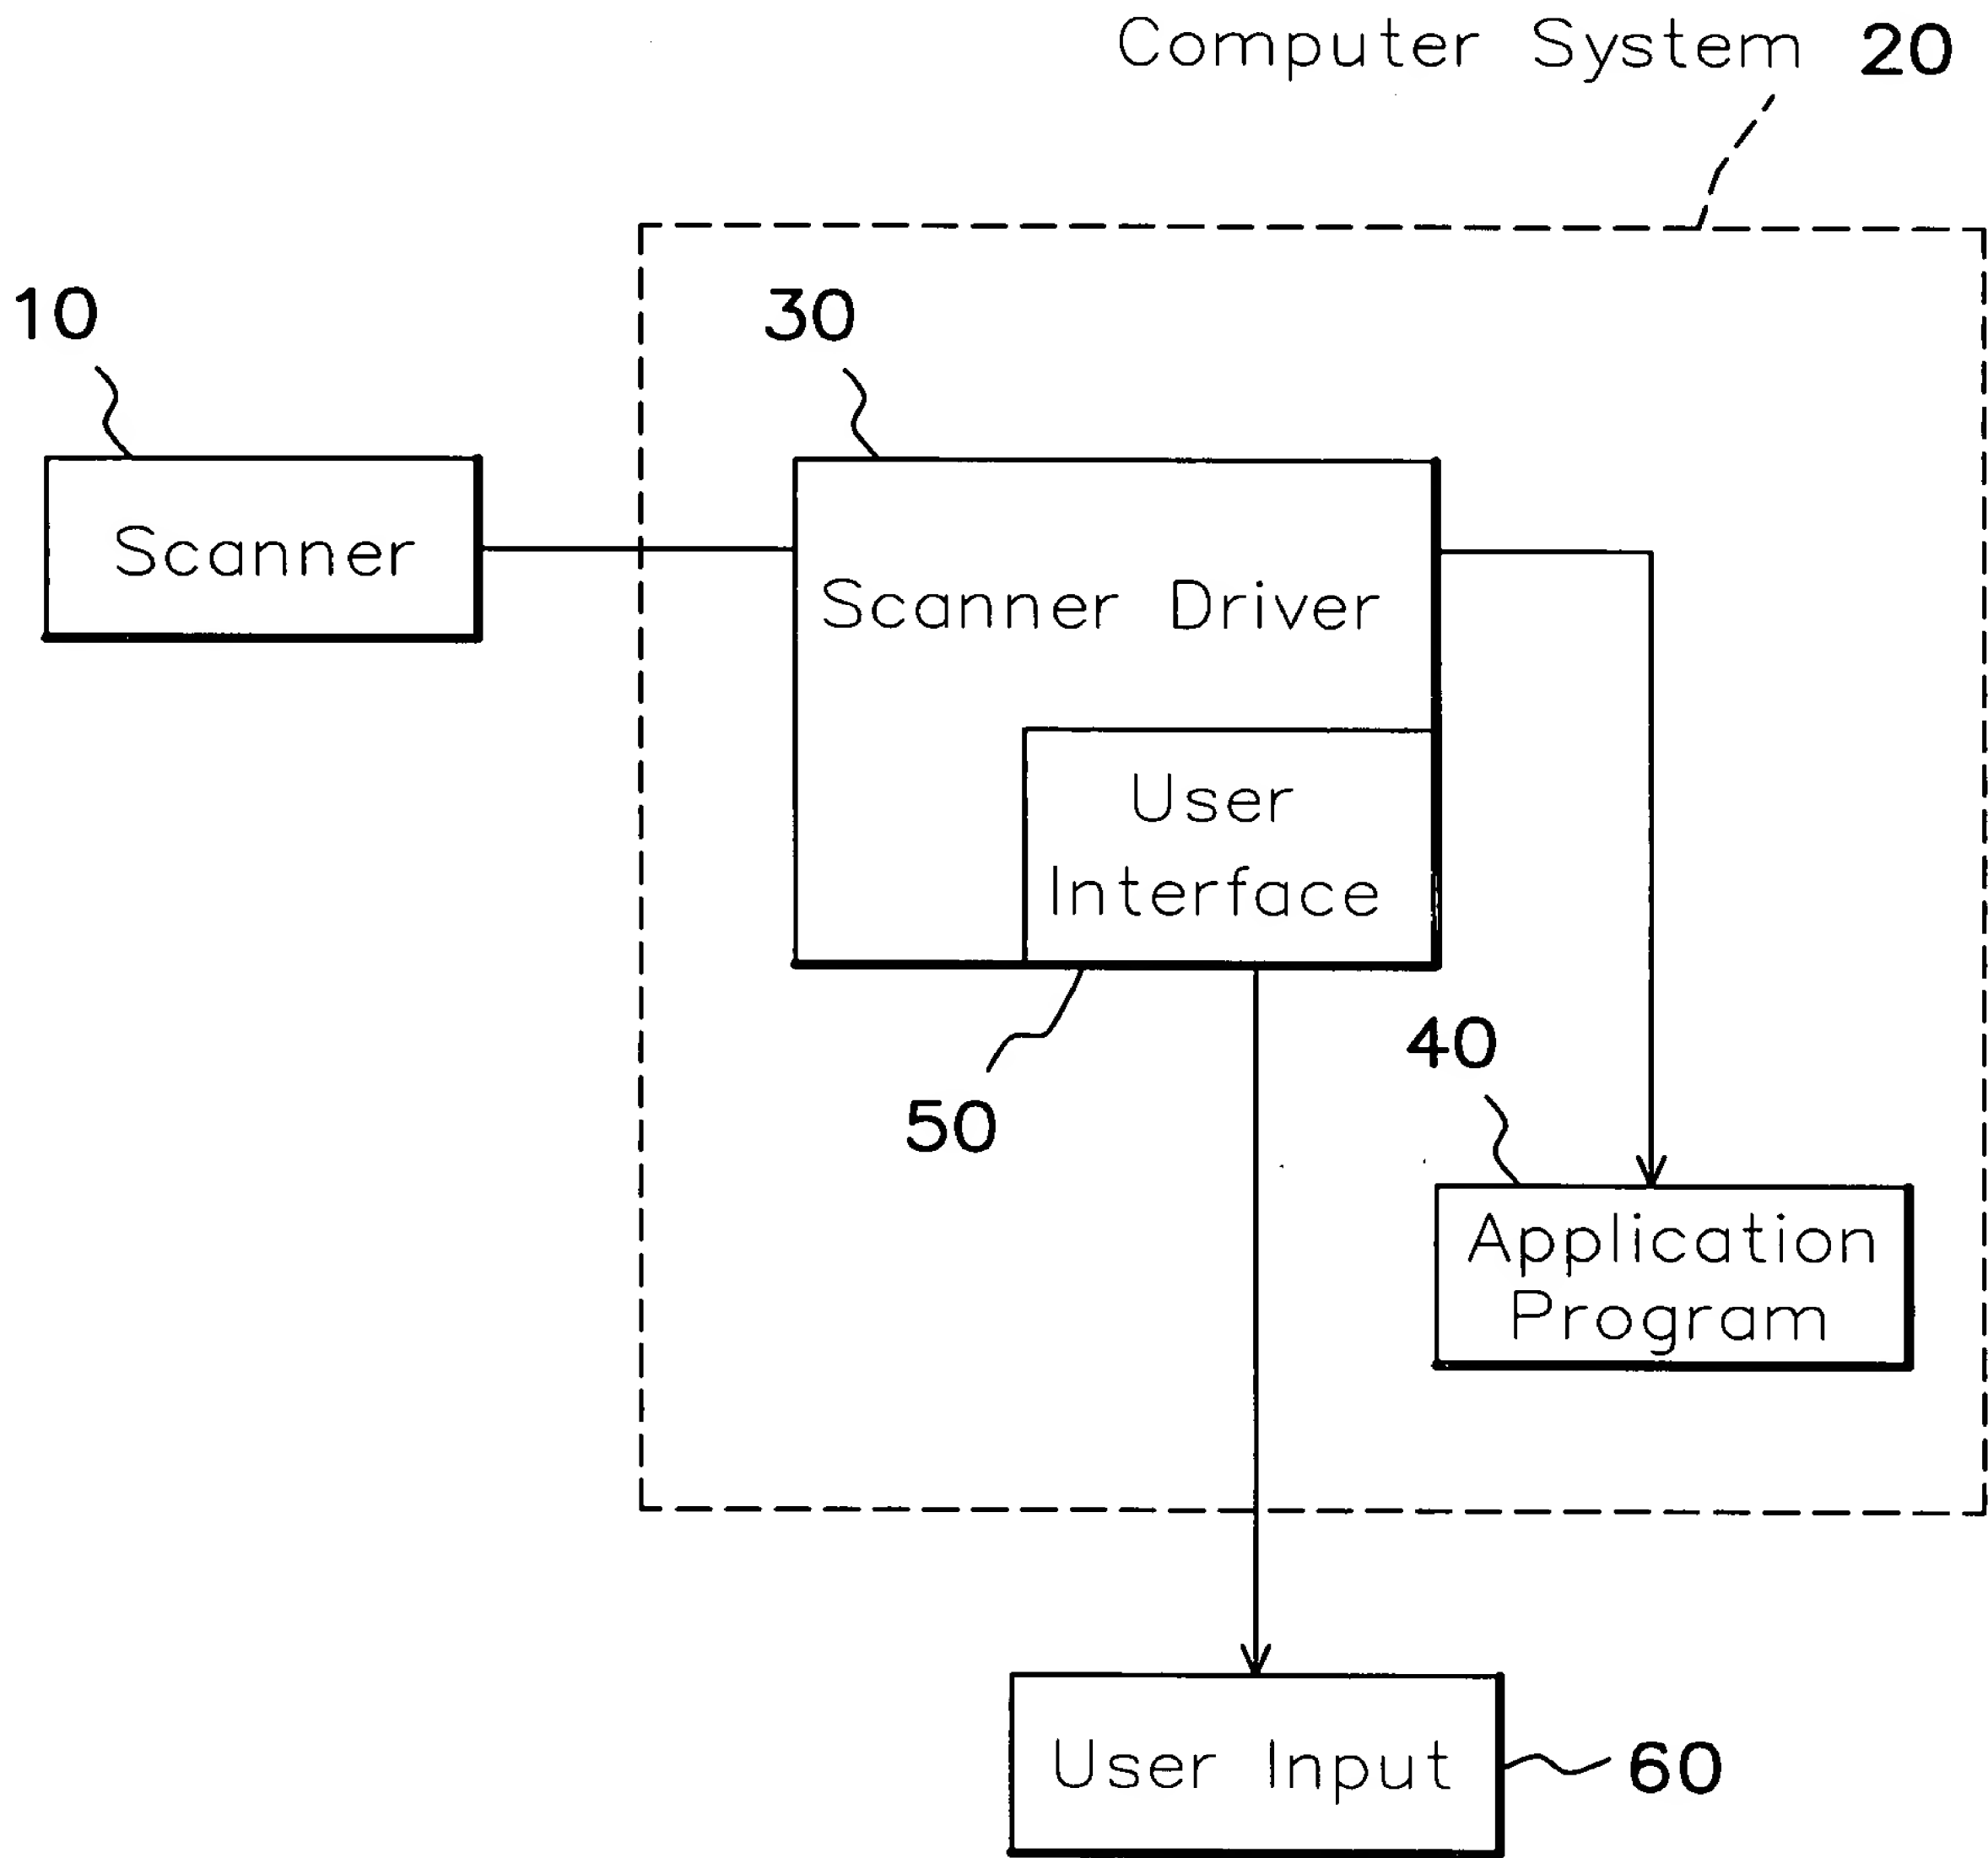 Computer System 20
10
30
Scanner
Scanner Driver
User
Interface
40
50
Application
Program
User Input
60